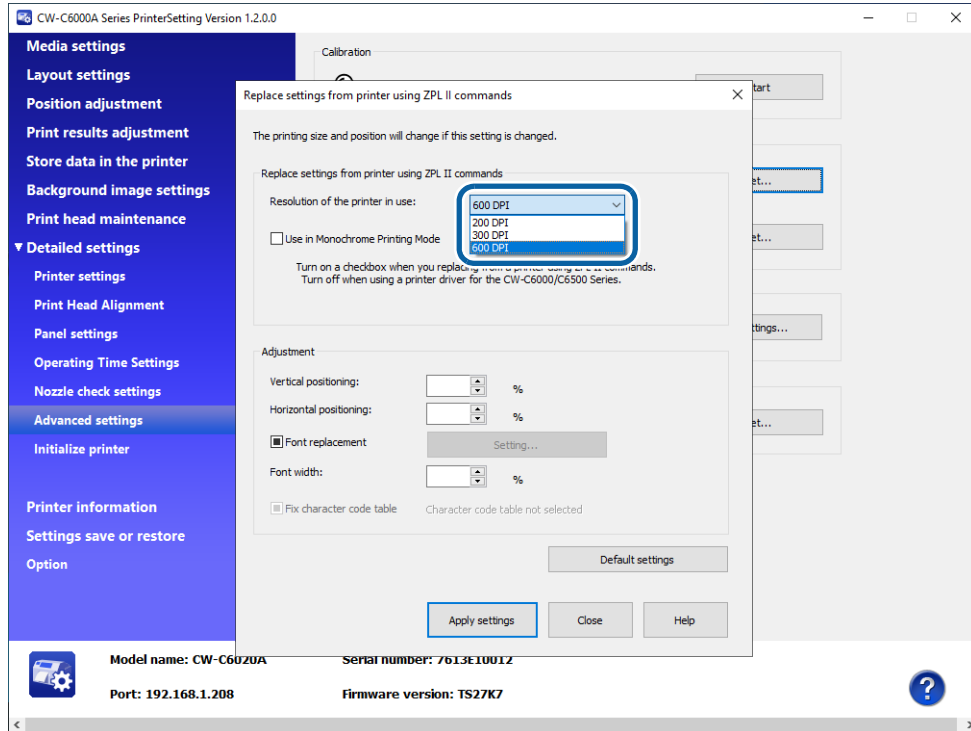 CW-C6000A Series PrinterSetting Version 1.2.0.0
Media settings
Layout settings
Position adjustment
Print results adjustment
Store data in the printer
Background image settings
Print head maintenance
Detailed settings
Printer settings
Print Head Alignment
Panel settings
Operating Time Settings
Nozzle check settings
Advanced settings
Initialize printer
Printer information
Settings save or restore
Option
Calibration
tart
et...
et...
ttings...
et...
Replace settings from printer using ZPL II commands
The printing size and position will change if this setting is changed.
Replace settings from printer using ZPL II commands
Resolution of the printer in use:
600 DPI
200 DPI
300 DPI
600 DPI
Use in Monochrome Printing Mode
Turn on a checkbox when you replacing from a printer using ZPL II commands.
Turn off when using a printer driver for the CW-C6000/C6500 Series.
Adjustment
Vertical positioning: %
Horizontal positioning: %
Font replacement Setting...
Font width: %
Fix character code table Character code table not selected
Default settings
Apply settings Close Help
Model name: CW-C6020A Serial number: 7613E10012
Port: 192.168.1.208 Firmware version: TS27K7
?